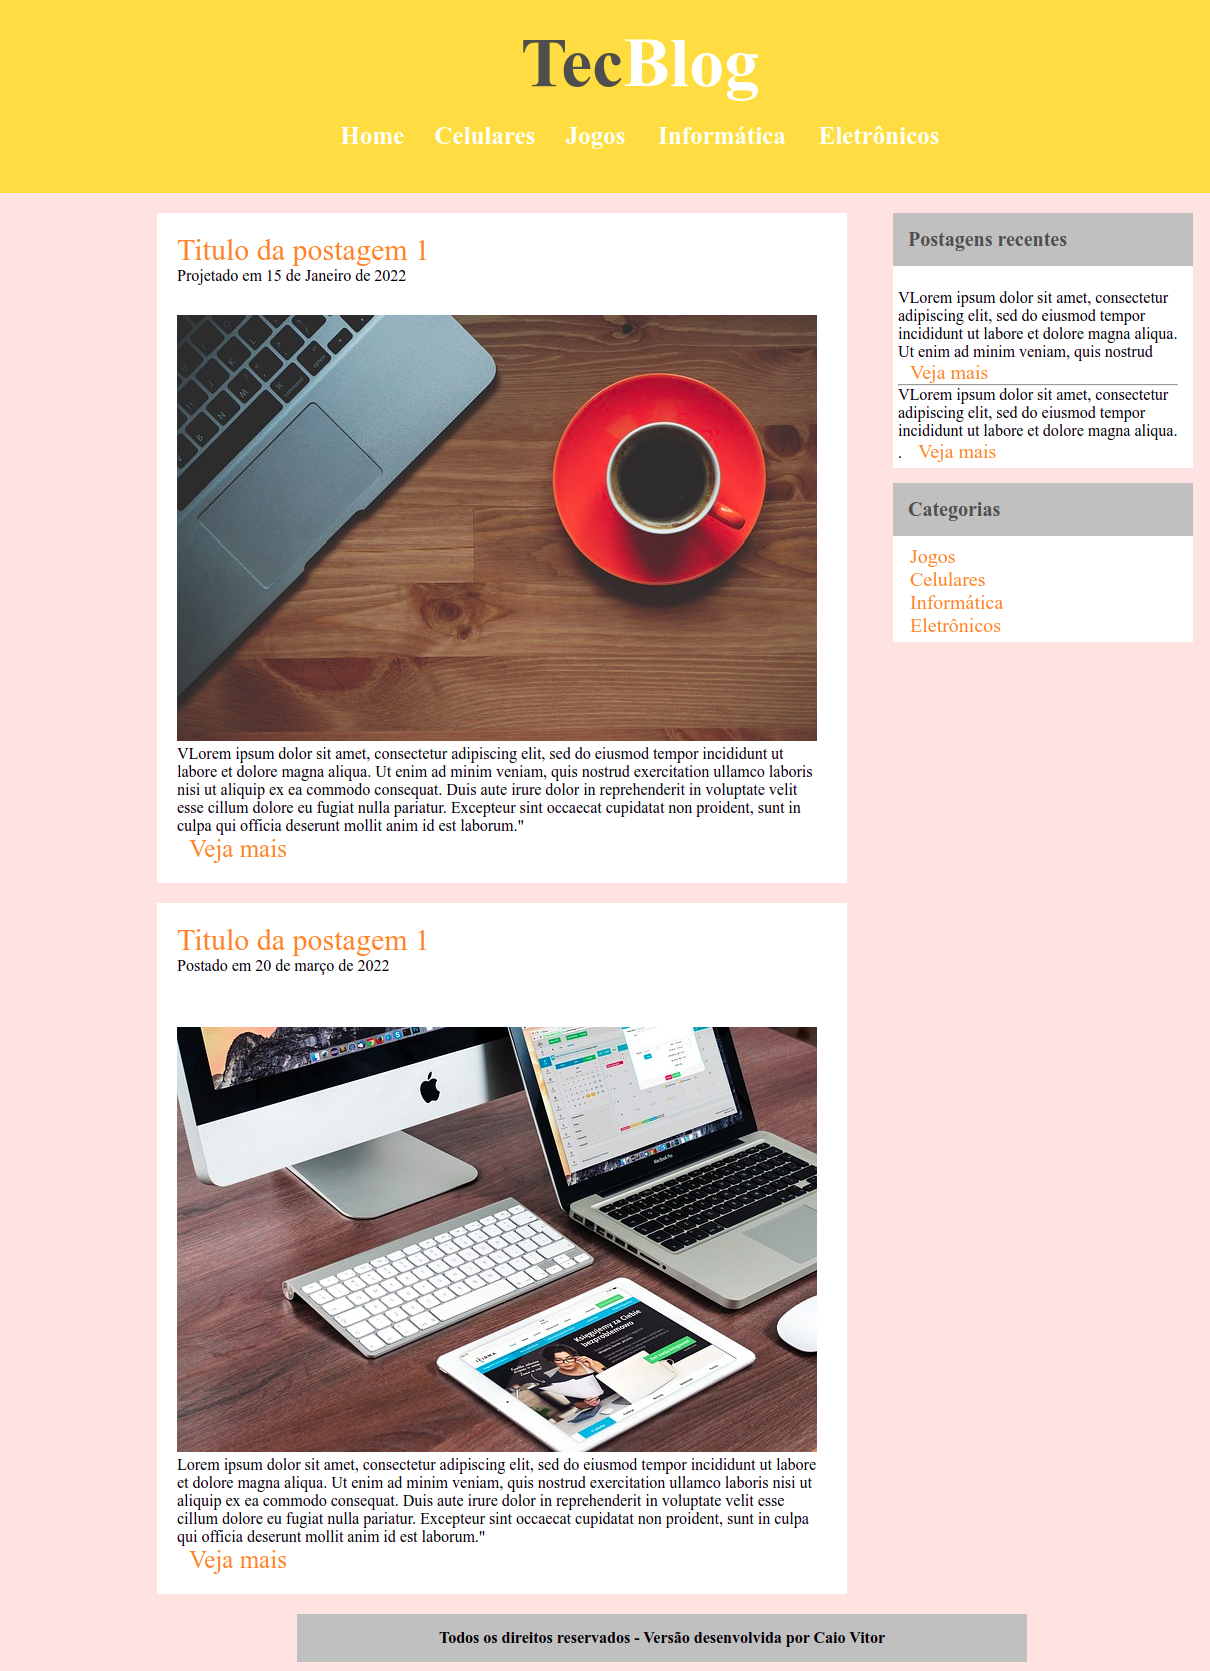 TecBlog
Home Celulares Jogos Informática Eletrônicos
Titulo da postagem 1
Projetado em 15 de Janeiro de 2022
VLorem ipsum dolor sit amet, consectetur adipiscing elit, sed do eiusmod tempor incididunt ut
labore et dolore magna aliqua. Ut enim ad minim veniam, quis nostrud exercitation ullamco laboris
nisi ut aliquip ex ea commodo consequat. Duis aute irure dolor in reprehenderit in voluptate velit
esse cillum dolore eu fugiat nulla pariatur. Excepteur sint occaecat cupidatat non proident, sunt in
culpa qui officia deserunt mollit anim id est laborum."
Veja mais
Titulo da postagem 1
Postado em 20 de março de 2022
MacBook Pro
Księgujemy za Ciebie
bezproblemowo
Lorem ipsum dolor sit amet, consectetur adipiscing elit, sed do eiusmod tempor incididunt ut labore
et dolore magna aliqua. Ut enim ad minim veniam, quis nostrud exercitation ullamco laboris nisi ut
aliquip ex ea commodo consequat. Duis aute irure dolor in reprehenderit in voluptate velit esse
cillum dolore eu fugiat nulla pariatur. Excepteur sint occaecat cupidatat non proident, sunt in culpa
qui officia deserunt mollit anim id est laborum."
Veja mais
Postagens recentes
VLorem ipsum dolor sit amet, consectetur
adipiscing elit, sed do eiusmod tempor
incididunt ut labore et dolore magna aliqua.
Ut enim ad minim veniam, quis nostrud
Veja mais
VLorem ipsum dolor sit amet, consectetur
adipiscing elit, sed do eiusmod tempor
incididunt ut labore et dolore magna aliqua.
. Veja mais
Categorias
Jogos
Celulares
Informática
Eletrônicos
Todos os direitos reservados - Versão desenvolvida por Caio Vitor